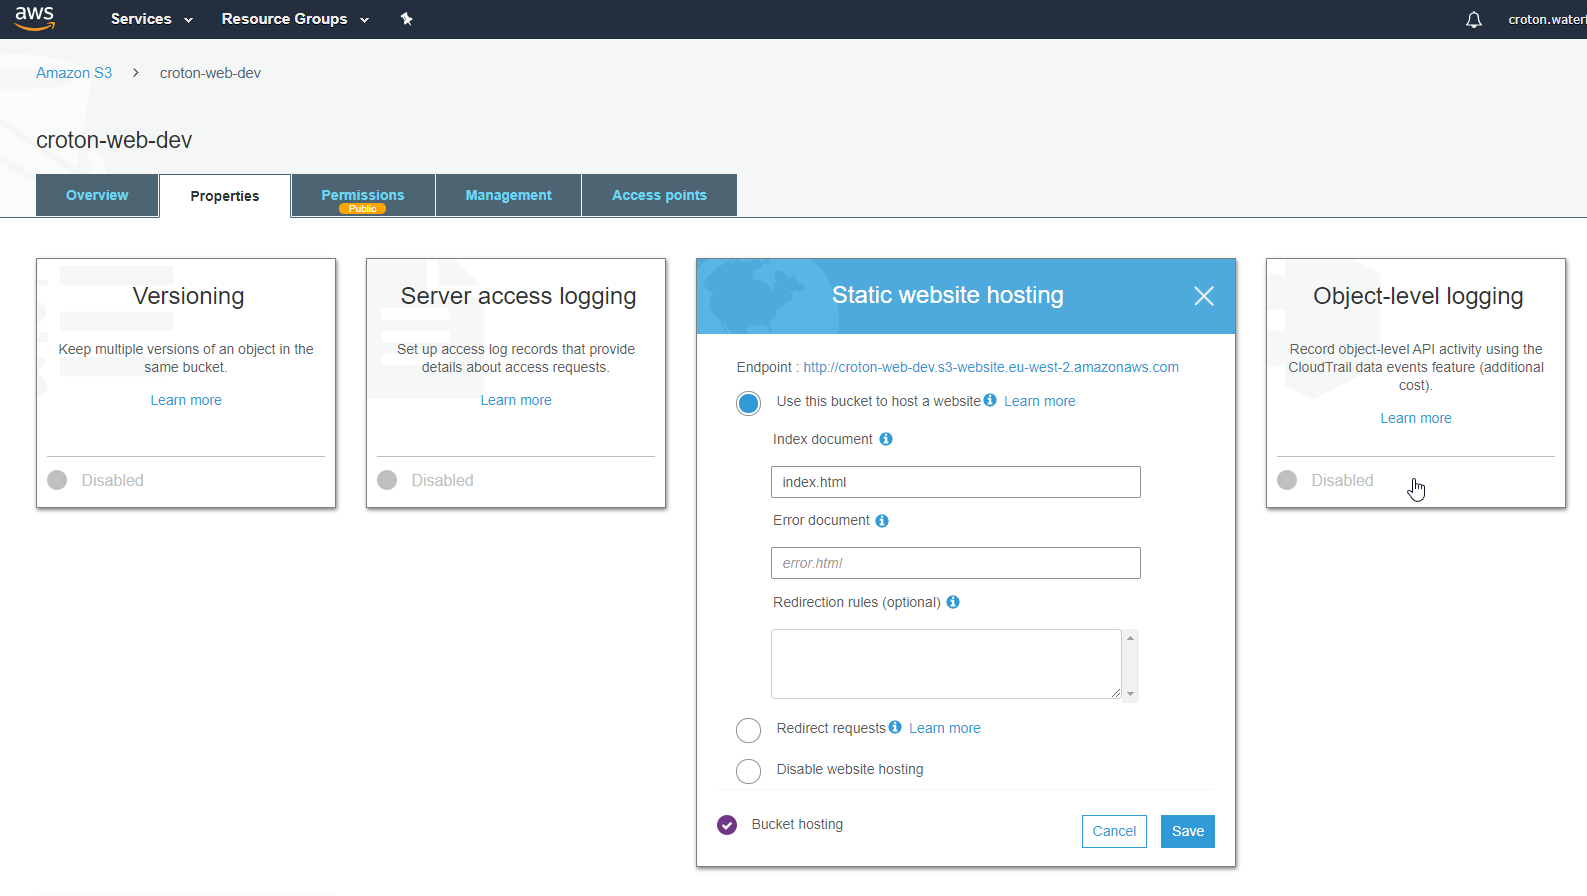 aws
Services
Resource Groups
Amazon S3
croton-web-dev
croton-web-dev
Overview
Properties
Permissions
Public
Management
Access points
Versioning
Keep multiple versions of an object in the
same bucket.
Learn more
Disabled
Server access logging
Set up access log records that provide
details about access requests.
Learn more
Disabled
Static website hosting
Endpoint : http://croton-web-dev.s3-website.eu-west-2.amazonaws.com
Use this bucket to host a website Learn more
Index document
index.html
Error document
error.html
Redirection rules (optional)
Redirect requests Learn more
Disable website hosting
Bucket hosting
Cancel
Save
Object-level logging
Record object-level API activity using the
CloudTrail data events feature (additional
cost).
Learn more
Disabled